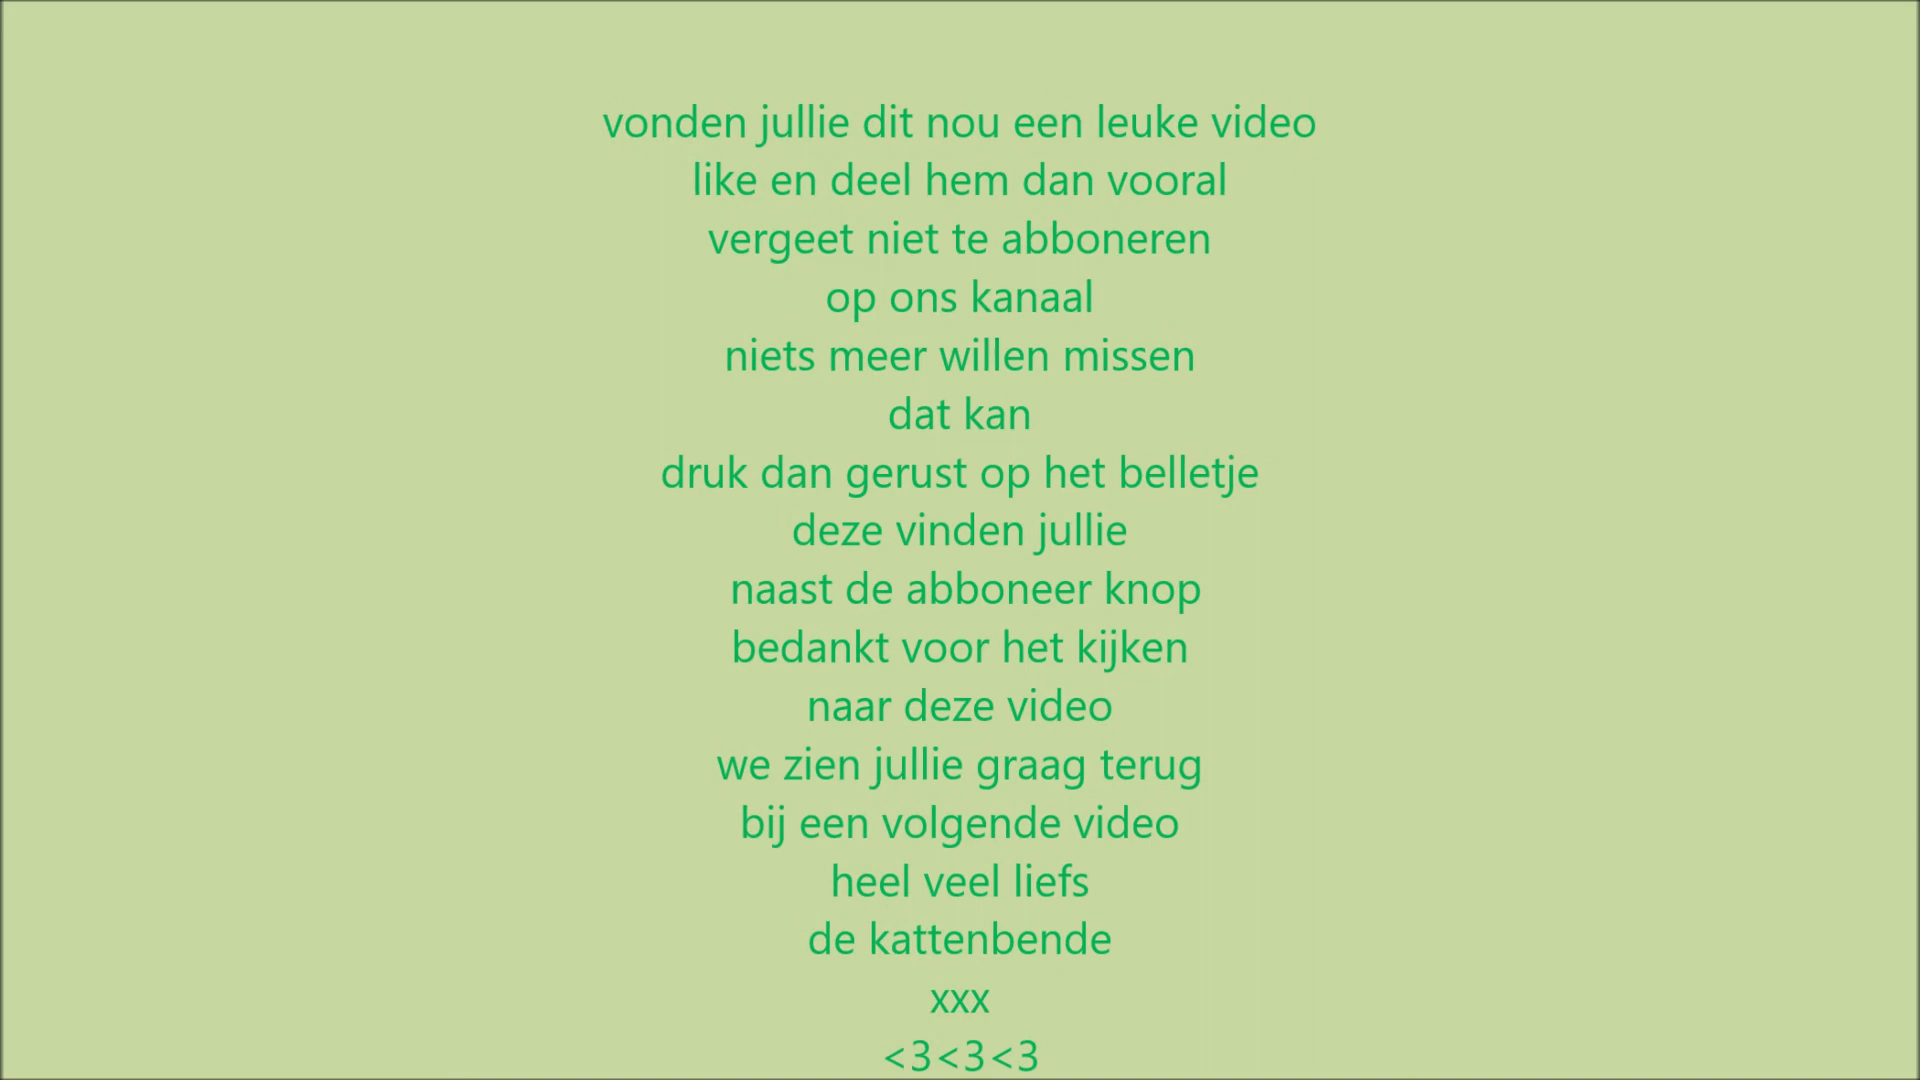 vonden jullie dit nou een leuke video
like en deel hem dan vooral
vergeet niet te abboneren
op ons kanaal
niets meer willen missen
dat kan
druk dan gerust op het belletje
deze vinden jullie
naast de abboneer knop
bedankt voor het kijken
naar deze video
we zien jullie graag terug
bij een volgende video
heel veel liefs
de kattenbende
xxx
<3<3<3